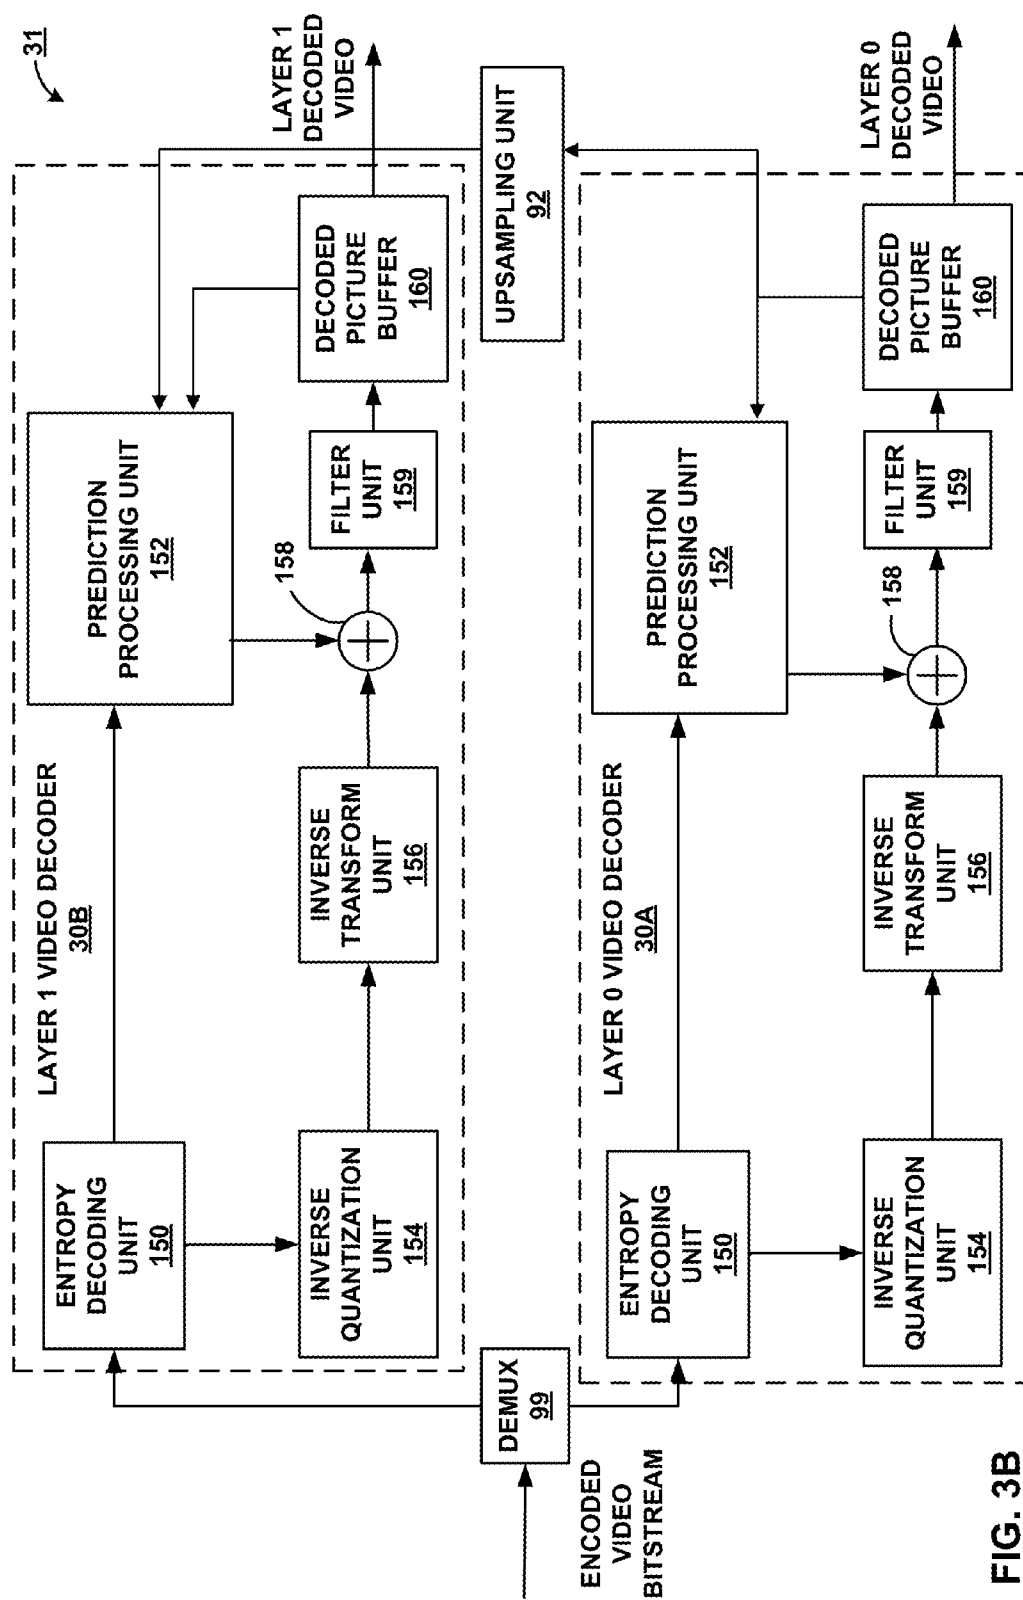 31
LAYER 1 VIDEO DECODER
30B
ENTROPY
DECODING
UNIT
150
PREDICTION
PROCESSING UNIT
152
INVERSE
QUANTIZATION
UNIT
154
INVERSE
TRANSFORM
UNIT
156
158
FILTER
UNIT
159
DECODED
PICTURE
BUFFER
160
LAYER 1
DECODED
VIDEO
DEMUX
99
ENCODED
VIDEO
BITSTREAM
UPSAMPLING UNIT
92
LAYER 0 VIDEO DECODER
30A
ENTROPY
DECODING
UNIT
150
PREDICTION
PROCESSING UNIT
152
INVERSE
QUANTIZATION
UNIT
154
INVERSE
TRANSFORM
UNIT
156
158
FILTER
UNIT
159
DECODED
PICTURE
BUFFER
160
LAYER 0
DECODED
VIDEO
FIG. 3B